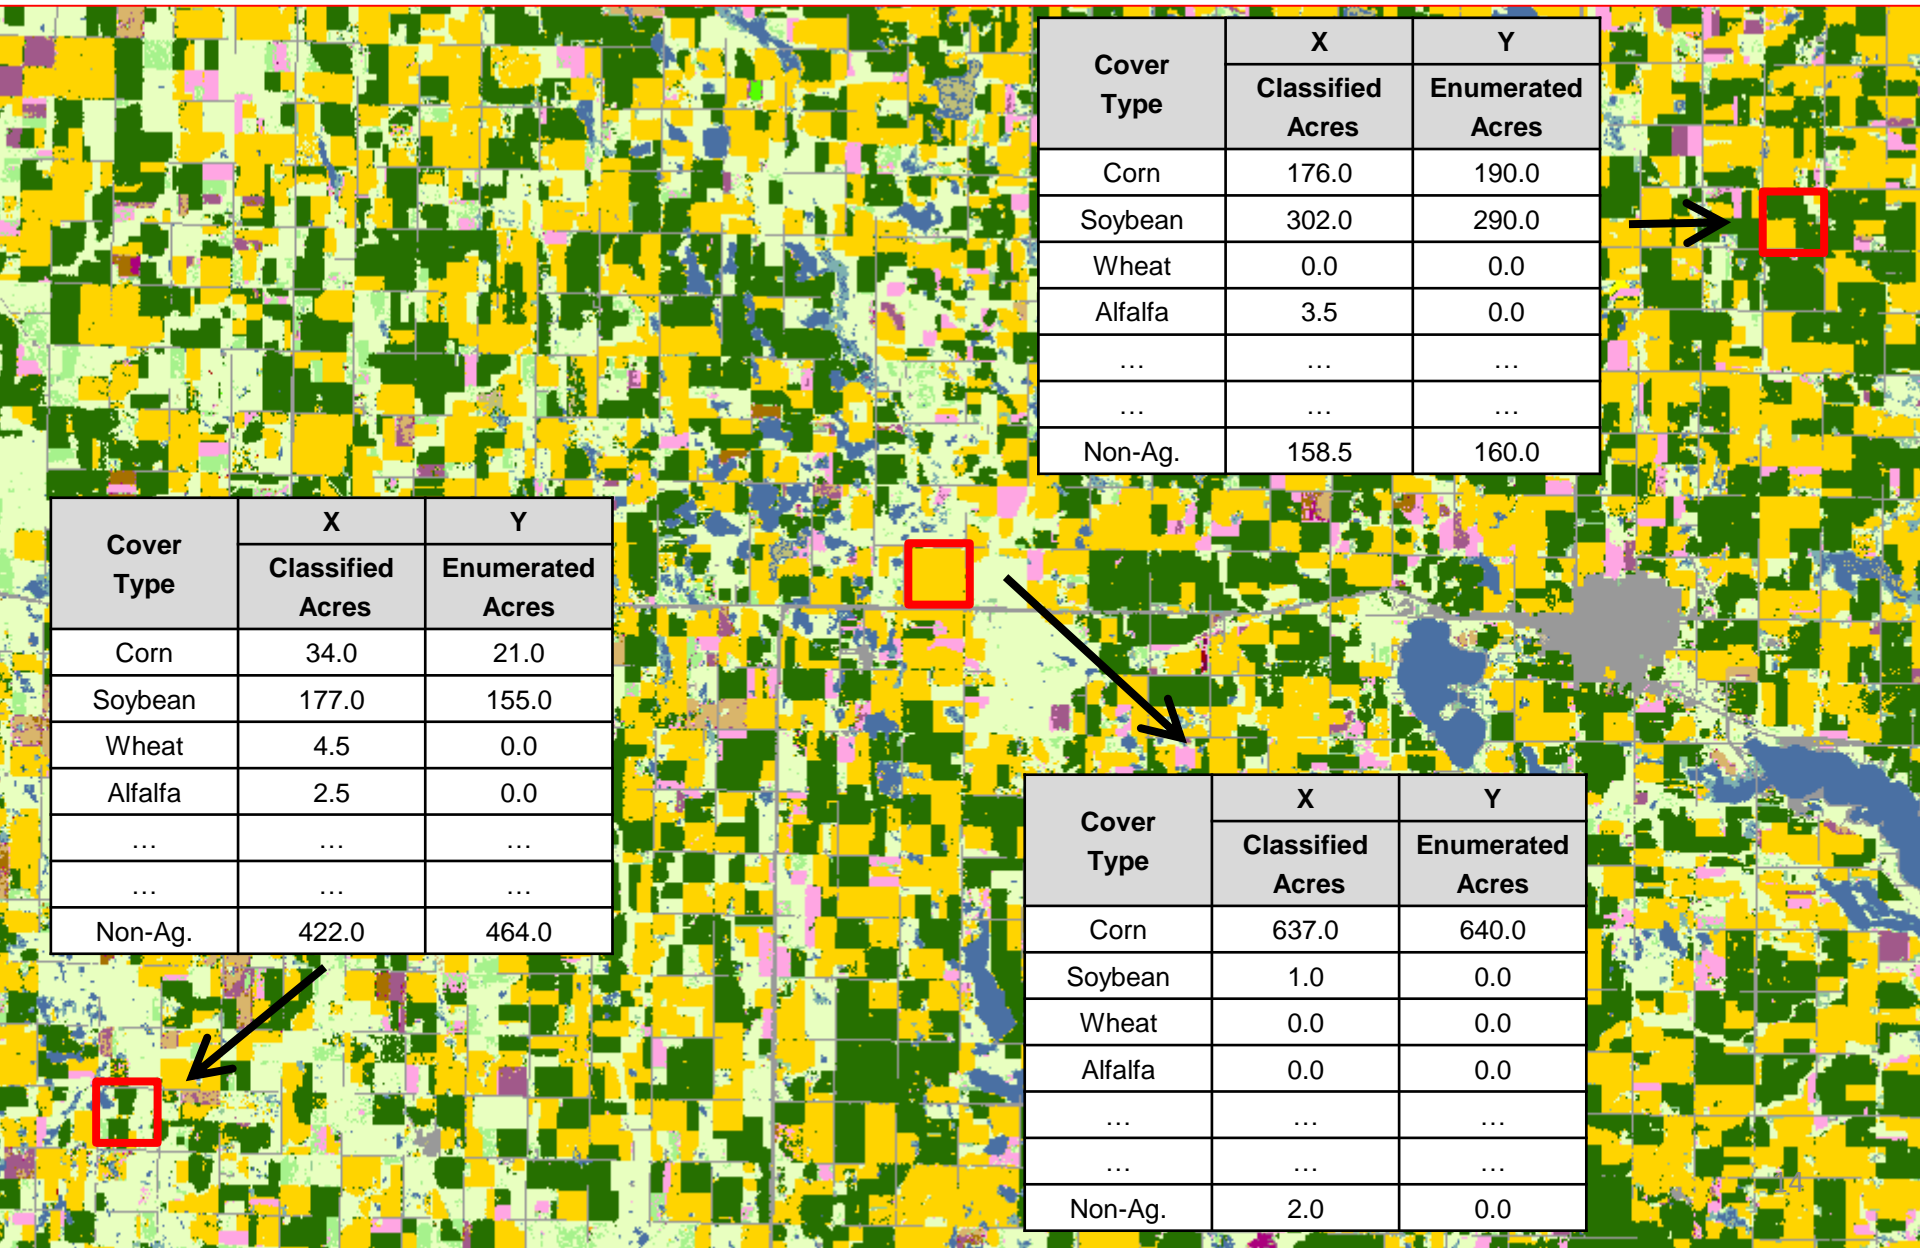 Cover Type X Y
Classified Acres Enumerated Acres
Corn 176.0 190.0
Soybean 302.0 290.0
Wheat 0.0 0.0
Alfalfa 3.5 0.0
… … …
… … …
Non-Ag. 158.5 160.0
Cover Type X Y
Classified Acres Enumerated Acres
Corn 34.0 21.0
Soybean 177.0 155.0
Wheat 4.5 0.0
Alfalfa 2.5 0.0
… … …
… … …
Non-Ag. 422.0 464.0
Cover Type X Y
Classified Acres Enumerated Acres
Corn 637.0 640.0
Soybean 1.0 0.0
Wheat 0.0 0.0
Alfalfa 0.0 0.0
… … …
… … …
Non-Ag. 2.0 0.0
14